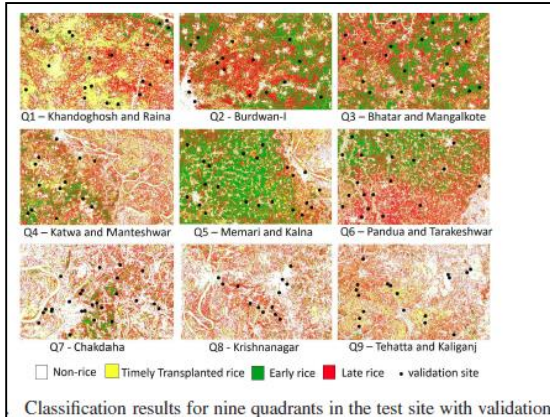 Q1 – Khandoghosh and Raina
Q2 - Burdwan-I
Q3 – Bhatar and Mangalkote
Q4 – Katwa and Manteshwar
Q5 – Memari and Kalna
Q6 – Pandua and Tarakeshwar
Q7 - Chakdaha
Q8 - Krishnanagar
Q9 – Tehatta and Kaliganj
Non-rice Timely Transplanted rice Early rice Late rice • validation site
Classification results for nine quadrants in the test site with validation